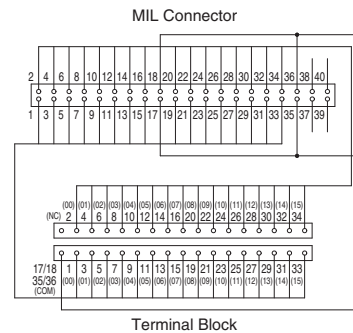 MIL Connector
2 4 6 8 10 12 14 16 18 20 22 24 26 28 30 32 34 36 38 40
1 3 5 7 9 11 13 15 17 19 21 23 25 27 29 31 33 35 37 39
(00) (01) (02) (03) (04) (05) (06) (07) (08) (09) (10) (11) (12) (13) (14) (15)
(NC) 2 4 6 8 10 12 14 16 18 20 22 24 26 28 30 32 34
17/18 1 3 5 7 9 11 13 15 19 21 23 25 27 29 31 33
35/36 (00) (01) (02) (03) (04) (05) (06) (07) (08) (09) (10) (11) (12) (13) (14) (15)
(COM)
Terminal Block